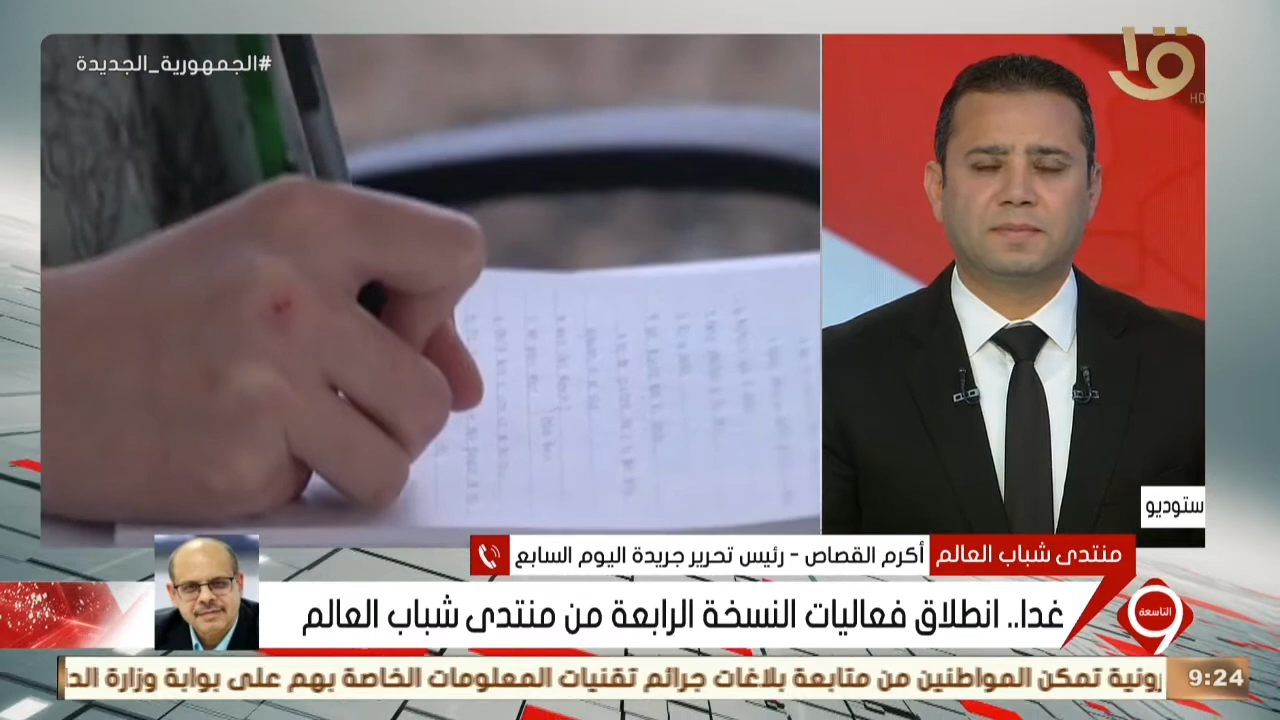 #الجمهورية_الجديدة
HD
ستوديو
منتدى شباب العالم
أكرم القصاص - رئيس تحرير جريدة اليوم السابع
غدا.. انطلاق فعاليات النسخة الرابعة من منتدى شباب العالم
التاسعة
9:24
رونية تمكن المواطنين من متابعة بلاغات جرائم تقنيات المعلومات الخاصة بهم على بوابة وزارة الدا